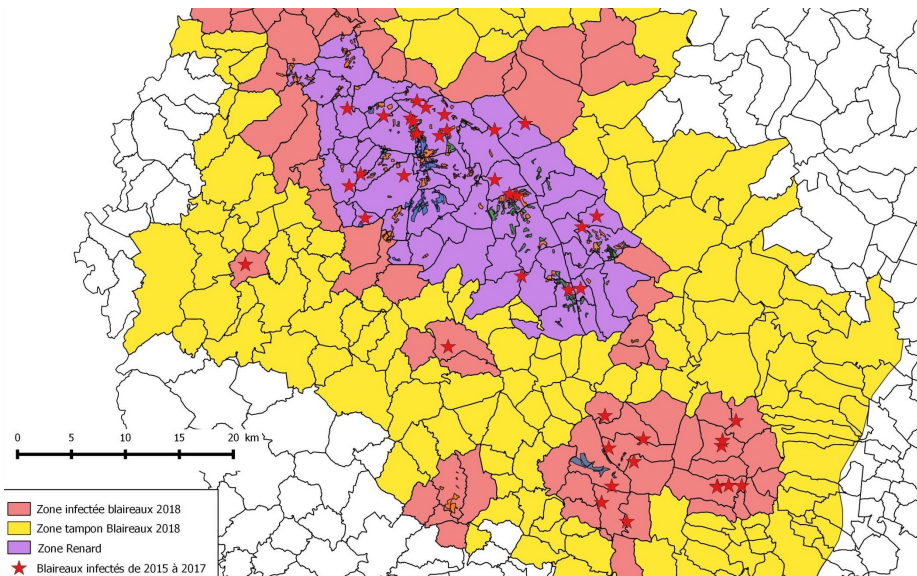 0 5 10 15 20 km
Zone infectée blaireaux 2018
Zone tampon Blaireaux 2018
Zone Renard
Blaireaux infectés de 2015 à 2017